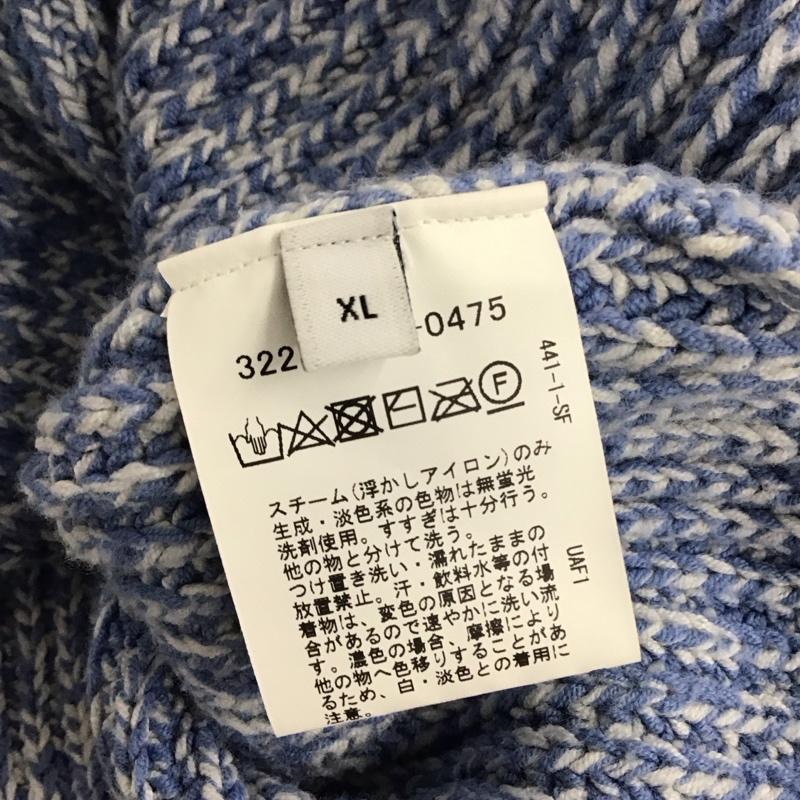 XL
322 -0475
F
441-1-SF
スチーム(浮かしアイロン)のみ
生成・淡色系の色物は無蛍光
洗剤使用。すすぎは十分行う。
他の物と分けて洗う。
つけ置き洗い・濡れたままの
放置禁止。汗・飲料水等の付
着物は、変色の原因となる場
合があるので速やかに洗い流
す。濃色の場合、摩擦により
他の物へ色移りすることがあ
るため、白・淡色との着用に
注意。
UAF1